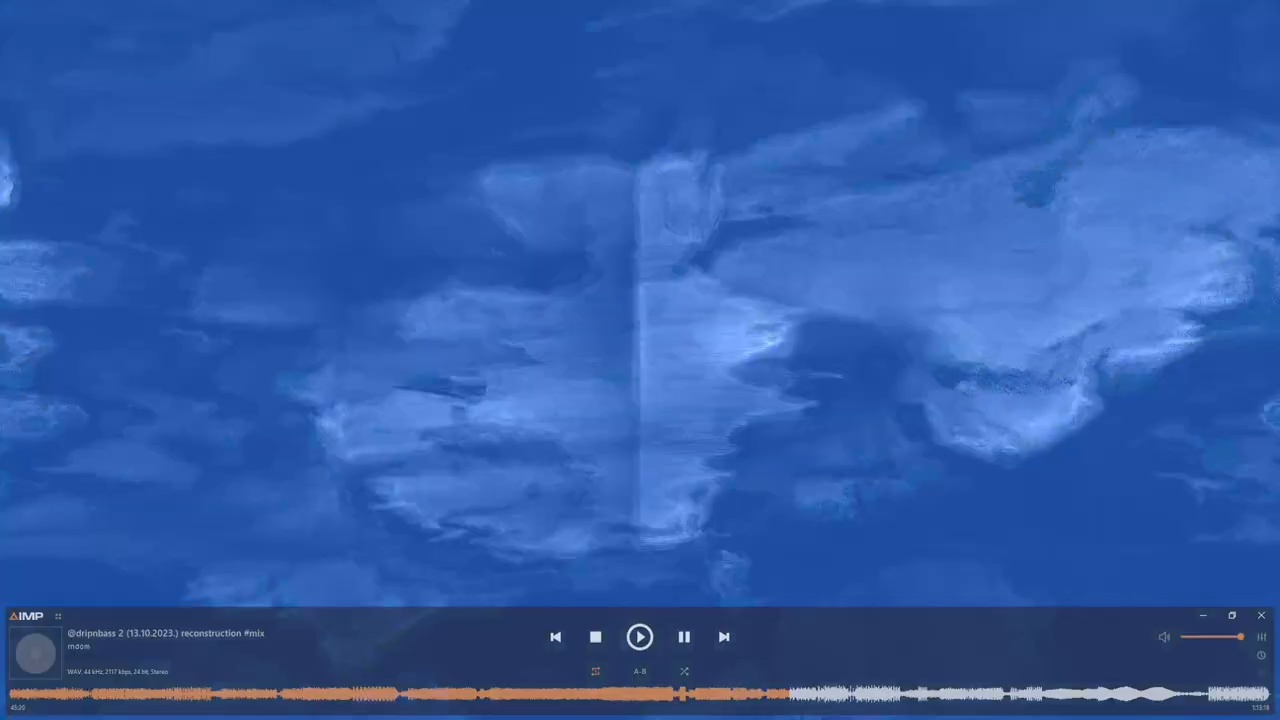 AIMP
@dripnbass 2 (13.10.2023.) reconstruction #mix
mdom
WAV, 44 kHz, 2117 kbps, 24 bit, Stereo
A-B
45:20
1:13:18